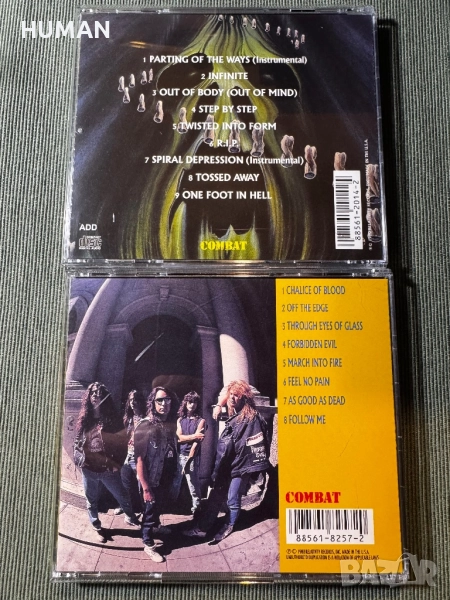 HUMAN
1 PARTING OF THE WAYS (Instrumental)
2 INFINITE
3 OUT OF BODY (OUT OF MIND)
4 STEP BY STEP
5 TWISTED INTO FORM
6 R.I.P.
7 SPIRAL DEPRESSION (Instrumental)
8 TOSSED AWAY
9 ONE FOOT IN HELL
ADD
COMBAT
88561-2014-2
1 CHALICE OF BLOOD
2 OFF THE EDGE
3 THROUGH EYES OF GLASS
4 FORBIDDEN EVIL
5 MARCH INTO FIRE
6 FEEL NO PAIN
7 AS GOOD AS DEAD
8 FOLLOW ME
COMBAT
88561-8257-2
BAZAR